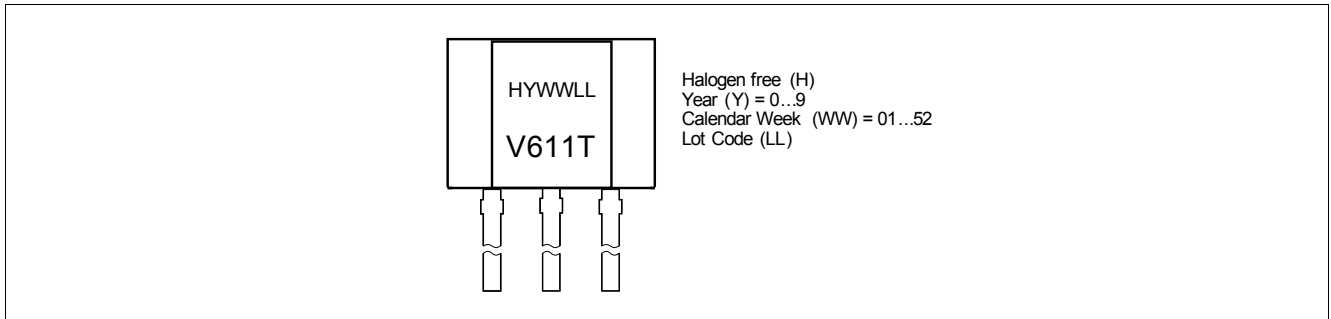 HYWWLL
V611T
Halogen free (H)
Year (Y) = 0...9
Calendar Week (WW) = 01...52
Lot Code (LL)